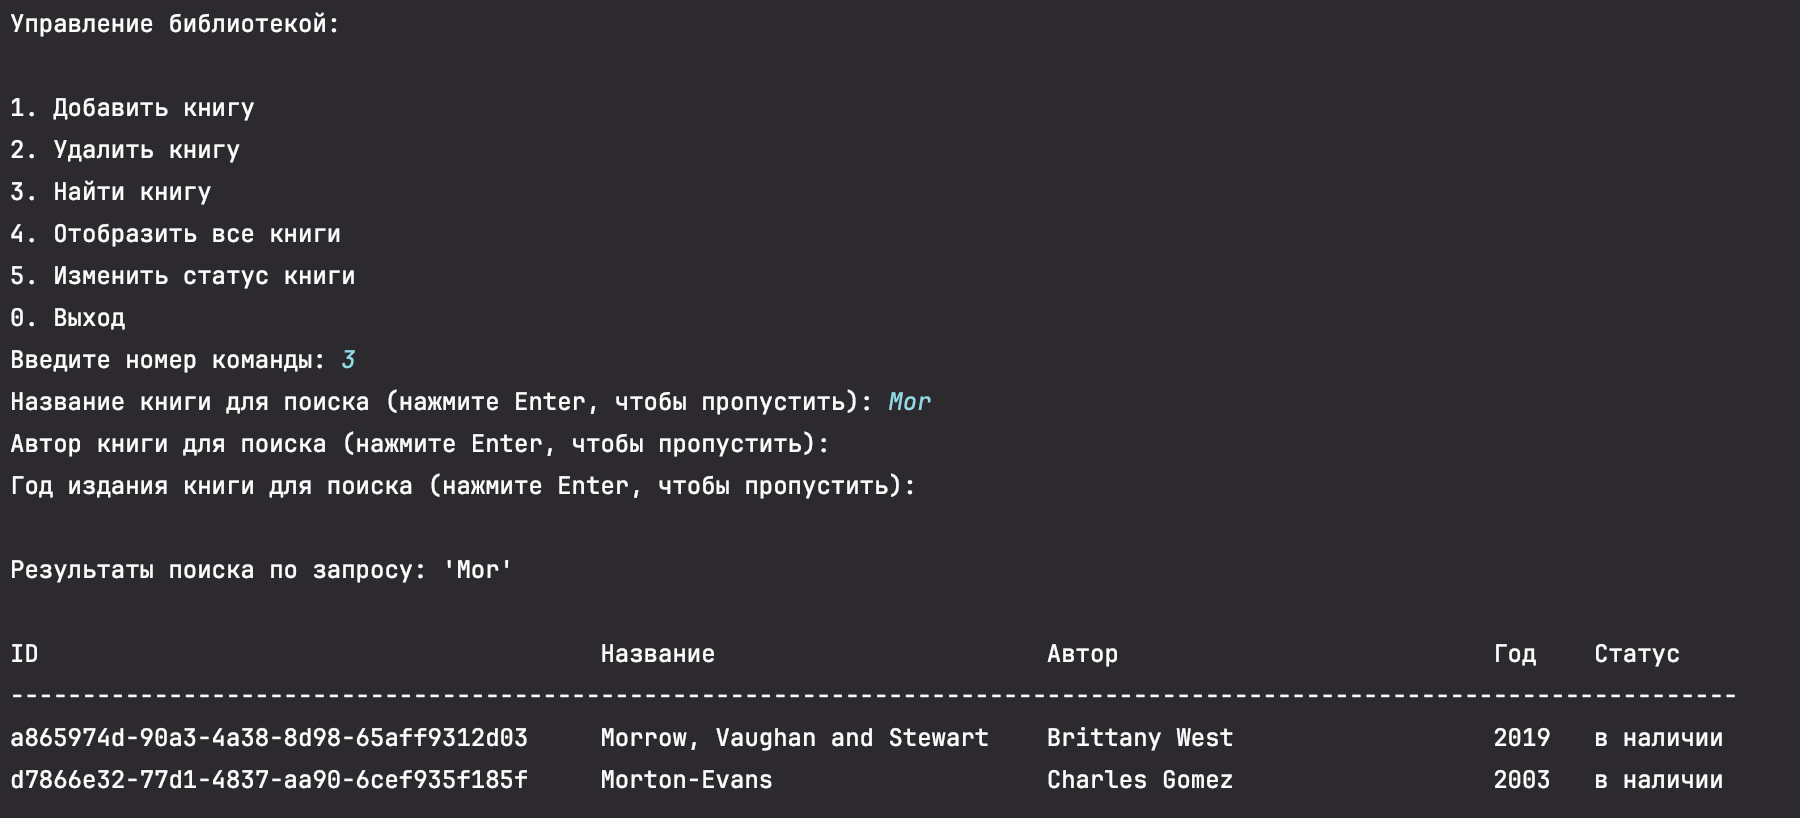 Управление библиотекой:
1. Добавить книгу
2. Удалить книгу
3. Найти книгу
4. Отобразить все книги
5. Изменить статус книги
0. Выход
Введите номер команды: 3
Название книги для поиска (нажмите Enter, чтобы пропустить): Mor
Автор книги для поиска (нажмите Enter, чтобы пропустить):
Год издания книги для поиска (нажмите Enter, чтобы пропустить):
Результаты поиска по запросу: 'Mor'
ID Название Автор Год Статус
------------------------------------------------------------------------------------------------------------------------
a865974d-90a3-4a38-8d98-65aff9312d03 Morrow, Vaughan and Stewart Brittany West 2019 в наличии
d7866e32-77d1-4837-aa90-6cef935f185f Morton-Evans Charles Gomez 2003 в наличии